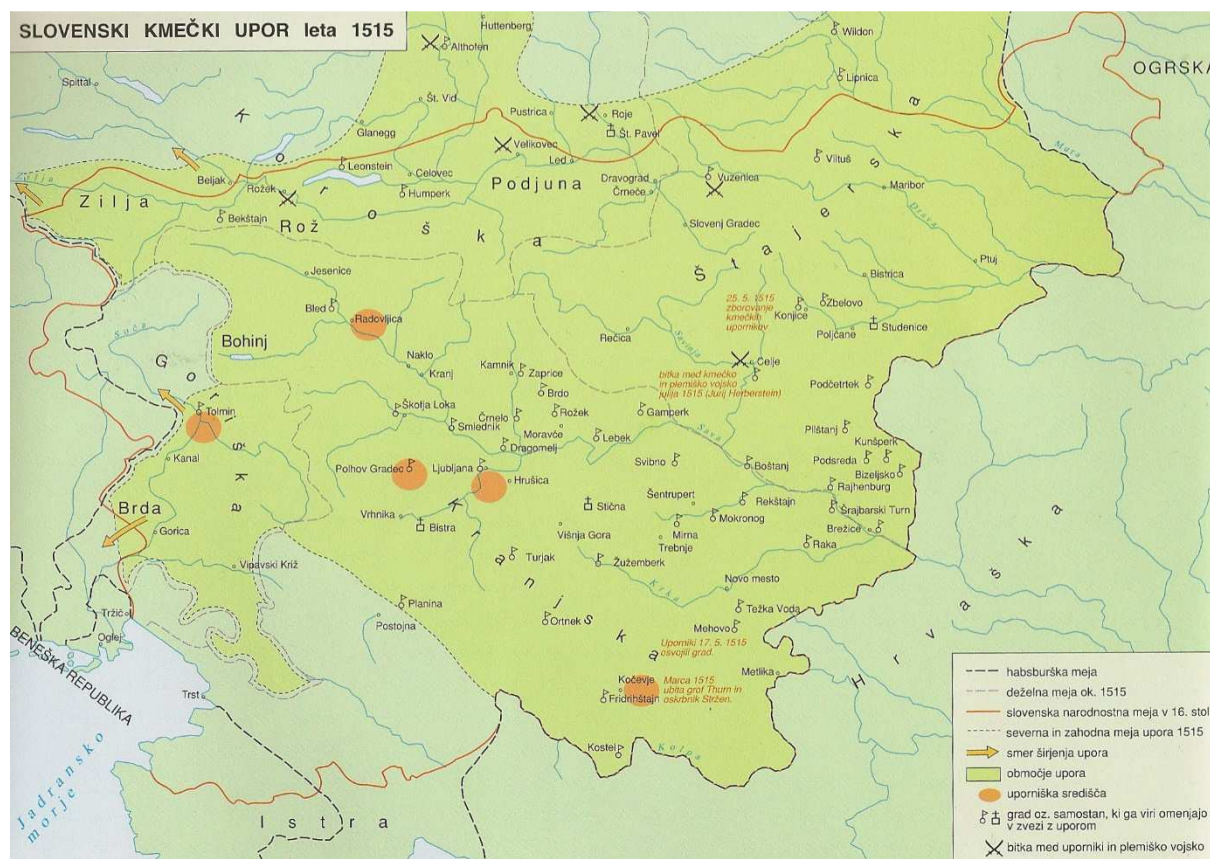 SLOVENSKI KMEČKI UPOR leta 1515
Huttenberg
Althofen
Wildon
Lipnica
OGRSKA
Spittal
Št. Vid
Pustrica
Roje
Št. Pavel
Glanegg
Velikovec
Leonstein
Celovec
Led
Vuzenica
Viltuš
Mura
Zilja
Beljak
Rožek
Humperk
Podjuna
Dravograd
Črneče
Maribor
Zilja
Bekštajn
Rož
Koroška
Slovenj Gradec
Drava
Štajerska
Jesenice
Bistrica
Ptuj
Bled
Radovljica
25. 5. 1515
zborovanje
kmečkih
upornikov
Konjice
Zbelovo
Poljčane
Studenice
Soča
Bohinj
Rečica
Savinja
Naklo
Kranj
Kamnik
Zaprice
Celje
bitka med kmečko
in plemiško vojsko
julija 1515 (Jurij Herberstein)
Podčetrtek
Goriška
Brdo
Tolmin
Škofja Loka
Črnelo
Rožek
Gamperk
Smlednik
Moravče
Lebek
Sava
Pilštanj
Kunšperk
Kanal
Dragomelj
Polhov Gradec
Ljubljana
Hrušica
Svibno
Boštanj
Podsreda
Bizeljsko
Rajhenburg
Brda
Vrhnika
Bistra
Stična
Šentrupert
Rekštajn
Mokronog
Šrajbarski Turn
Gorica
Kranjska
Višnja Gora
Mirna
Trebnje
Brežice
Raka
Vipavski Križ
Turjak
Žužemberk
Krka
Novo mesto
Hrvaška
Tržič
Planina
Postojna
Ortnek
Težka Voda
Mehovo
Oglej
BENEŠKA REPUBLIKA
Uporniki 17. 5. 1515
osvojili grad.
Trst
Kočevje
Fridrihštajn
Marca 1515
ubita grof Thurn in
oskrbnik Stržen.
Metlika
Kostel
Kolpa
Jadransko
morje
Istra
habsburška meja
deželna meja ok. 1515
slovenska narodnostna meja v 16. stol
severna in zahodna meja upora 1515
smer širjenja upora
območje upora
uporniška središča
grad oz. samostan, ki ga viri omenjajo
v zvezi z uporom
bitka med uporniki in plemiško vojsko